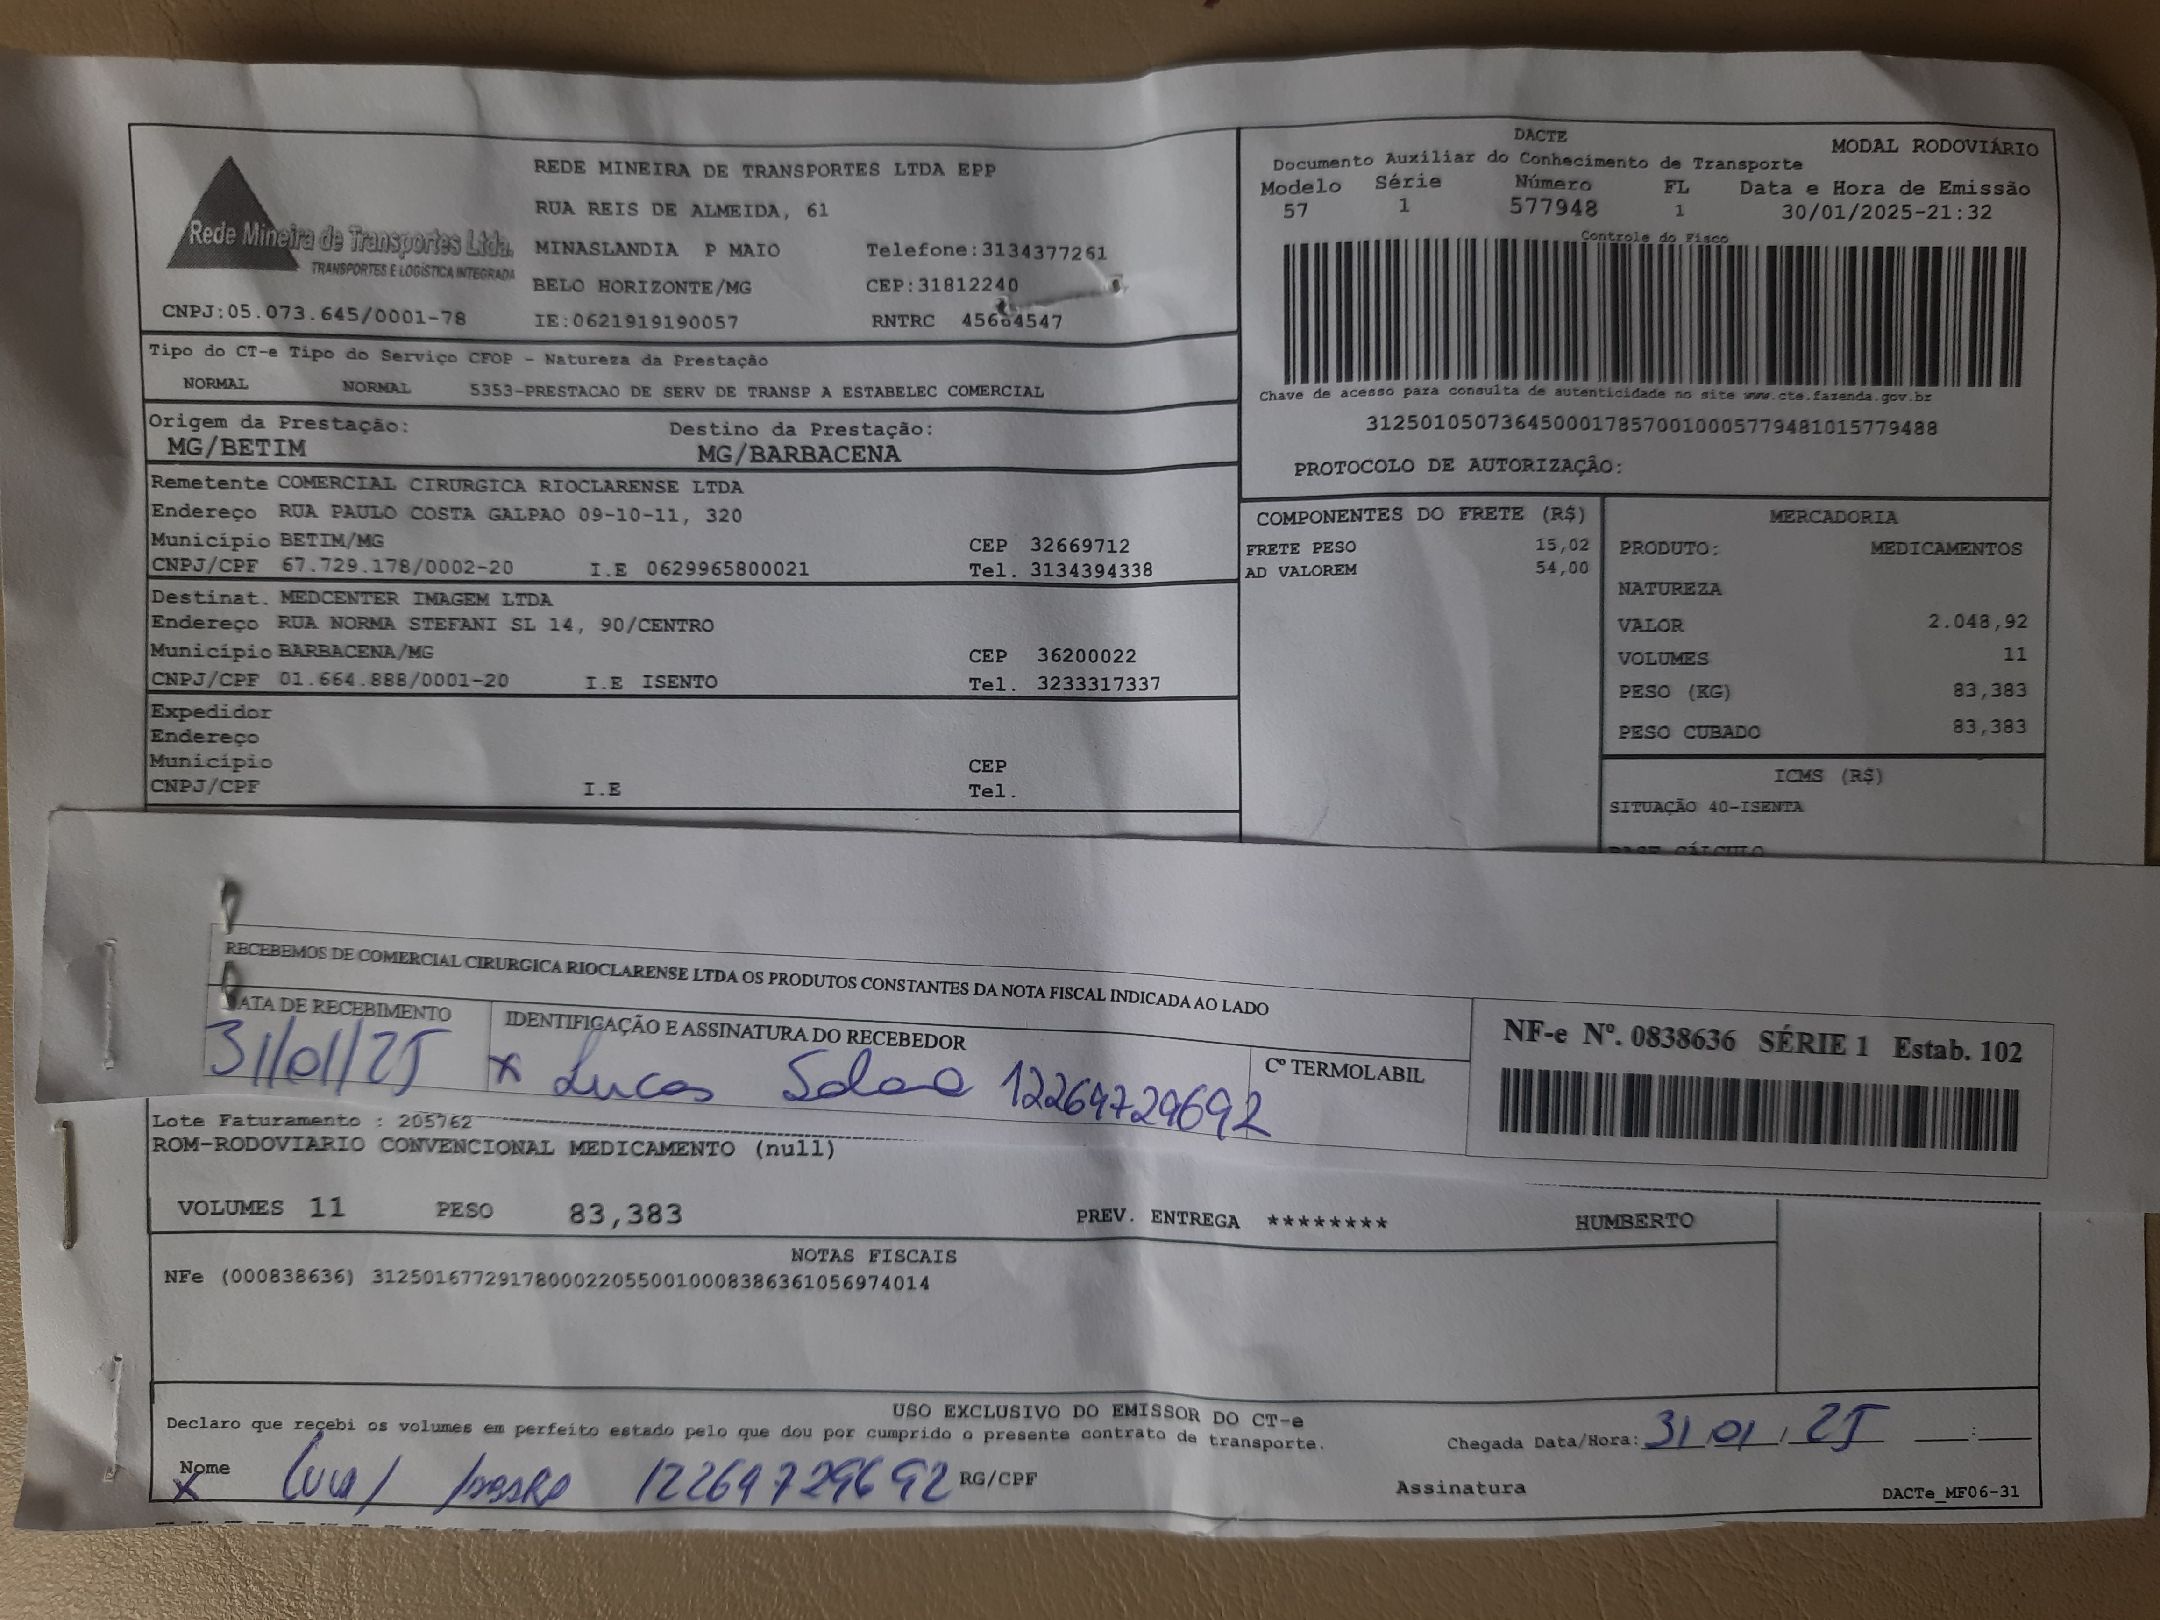 Rede Mineira de Transportes Ltda.
TRANSPORTES E LOGÍSTICA INTEGRADA
CNPJ:05.073.645/0001-78
REDE MINEIRA DE TRANSPORTES LTDA EPP
RUA REIS DE ALMEIDA, 61
MINASLANDIA P MAIO Telefone:3134377261
BELO HORIZONTE/MG CEP:31812240
IE:0621919190057 RNTRC 45664547
DACTE
MODAL RODOVIÁRIO
Documento Auxiliar do Conhecimento de Transporte
Modelo Série Número FL Data e Hora de Emissão
57 1 577948 1 30/01/2025-21:32
Controle do Fisco
Chave de acesso para consulta de autenticidade no site www.cte.fazenda.gov.br
31250105073645000178570010005779481015779488
PROTOCOLO DE AUTORIZAÇÃO:
Tipo do CT-e Tipo do Serviço CFOP - Natureza da Prestação
NORMAL NORMAL 5353-PRESTACAO DE SERV DE TRANSP A ESTABELEC COMERCIAL
Origem da Prestação: Destino da Prestação:
MG/BETIM MG/BARBACENA
Remetente COMERCIAL CIRURGICA RIOCLARENSE LTDA
Endereço RUA PAULO COSTA GALPAO 09-10-11, 320
Município BETIM/MG CEP 32669712
CNPJ/CPF 67.729.178/0002-20 I.E 0629965800021 Tel. 3134394338
Destinat. MEDCENTER IMAGEM LTDA
Endereço RUA NORMA STEFANI SL 14, 90/CENTRO
Município BARBACENA/MG CEP 36200022
CNPJ/CPF 01.664.888/0001-20 I.E ISENTO Tel. 3233317337
Expedidor
Endereço
Município CEP
CNPJ/CPF I.E Tel.
COMPONENTES DO FRETE (R$)
FRETE PESO 15,02
AD VALOREM 54,00
MERCADORIA
PRODUTO: MEDICAMENTOS
NATUREZA
VALOR 2.048,92
VOLUMES 11
PESO (KG) 83,383
PESO CUBADO 83,383
ICMS (R$)
SITUAÇÃO 40-ISENTA
BASE CÁLCULO
RECEBEMOS DE COMERCIAL CIRURGICA RIOCLARENSE LTDA OS PRODUTOS CONSTANTES DA NOTA FISCAL INDICADA AO LADO
DATA DE RECEBIMENTO IDENTIFICAÇÃO E ASSINATURA DO RECEBEDOR
31/01/25 x Lucas 12269729692
Cº TERMOLABIL
NF-e Nº. 0838636 SÉRIE 1 Estab. 102
Lote Faturamento : 205762
ROM-RODOVIARIO CONVENCIONAL MEDICAMENTO (null)
VOLUMES 11 PESO 83,383 PREV. ENTREGA ******** HUMBERTO
NOTAS FISCAIS
NFe (000838636) 31250167729178000220550010008386361056974014
USO EXCLUSIVO DO EMISSOR DO CT-e
Declaro que recebi os volumes em perfeito estado pelo que dou por cumprido o presente contrato de transporte.
Chegada Data/Hora: 31/01/25 __:__
Nome x 12269729692 RG/CPF Assinatura
DACTe_MF06-31